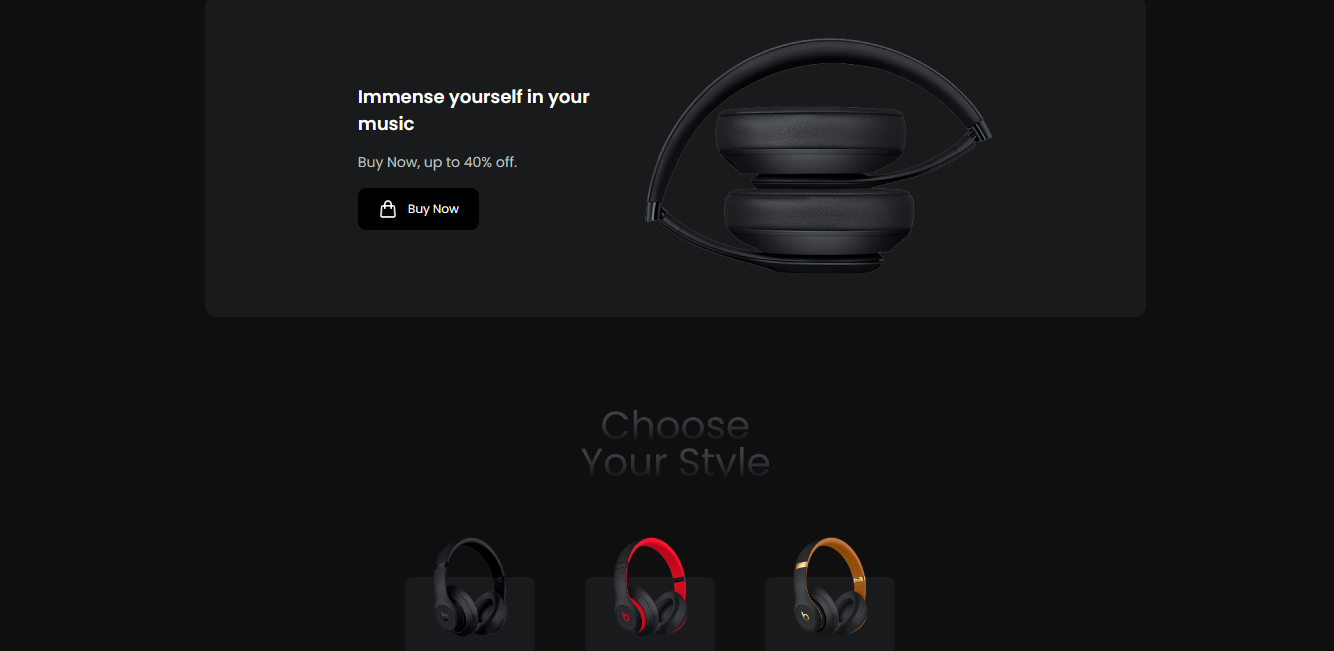 Immense yourself in your
music
Buy Now, up to 40% off.
Buy Now
Choose
Your Style